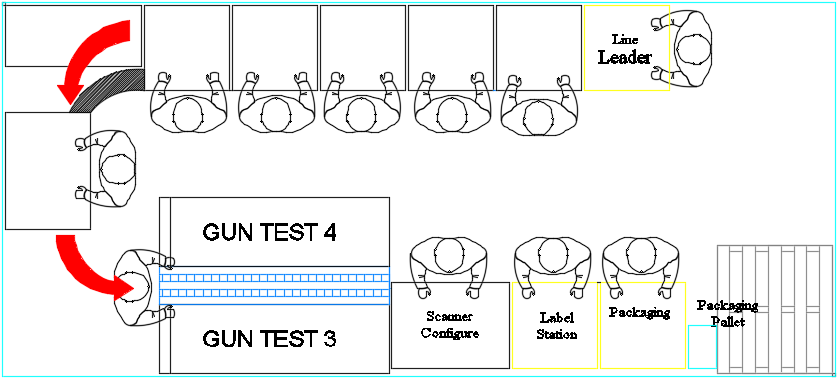 Line
Leader
GUN TEST 4
GUN TEST 3
Scanner
Configure
Label
Station
Packaging
Packaging
Pallet